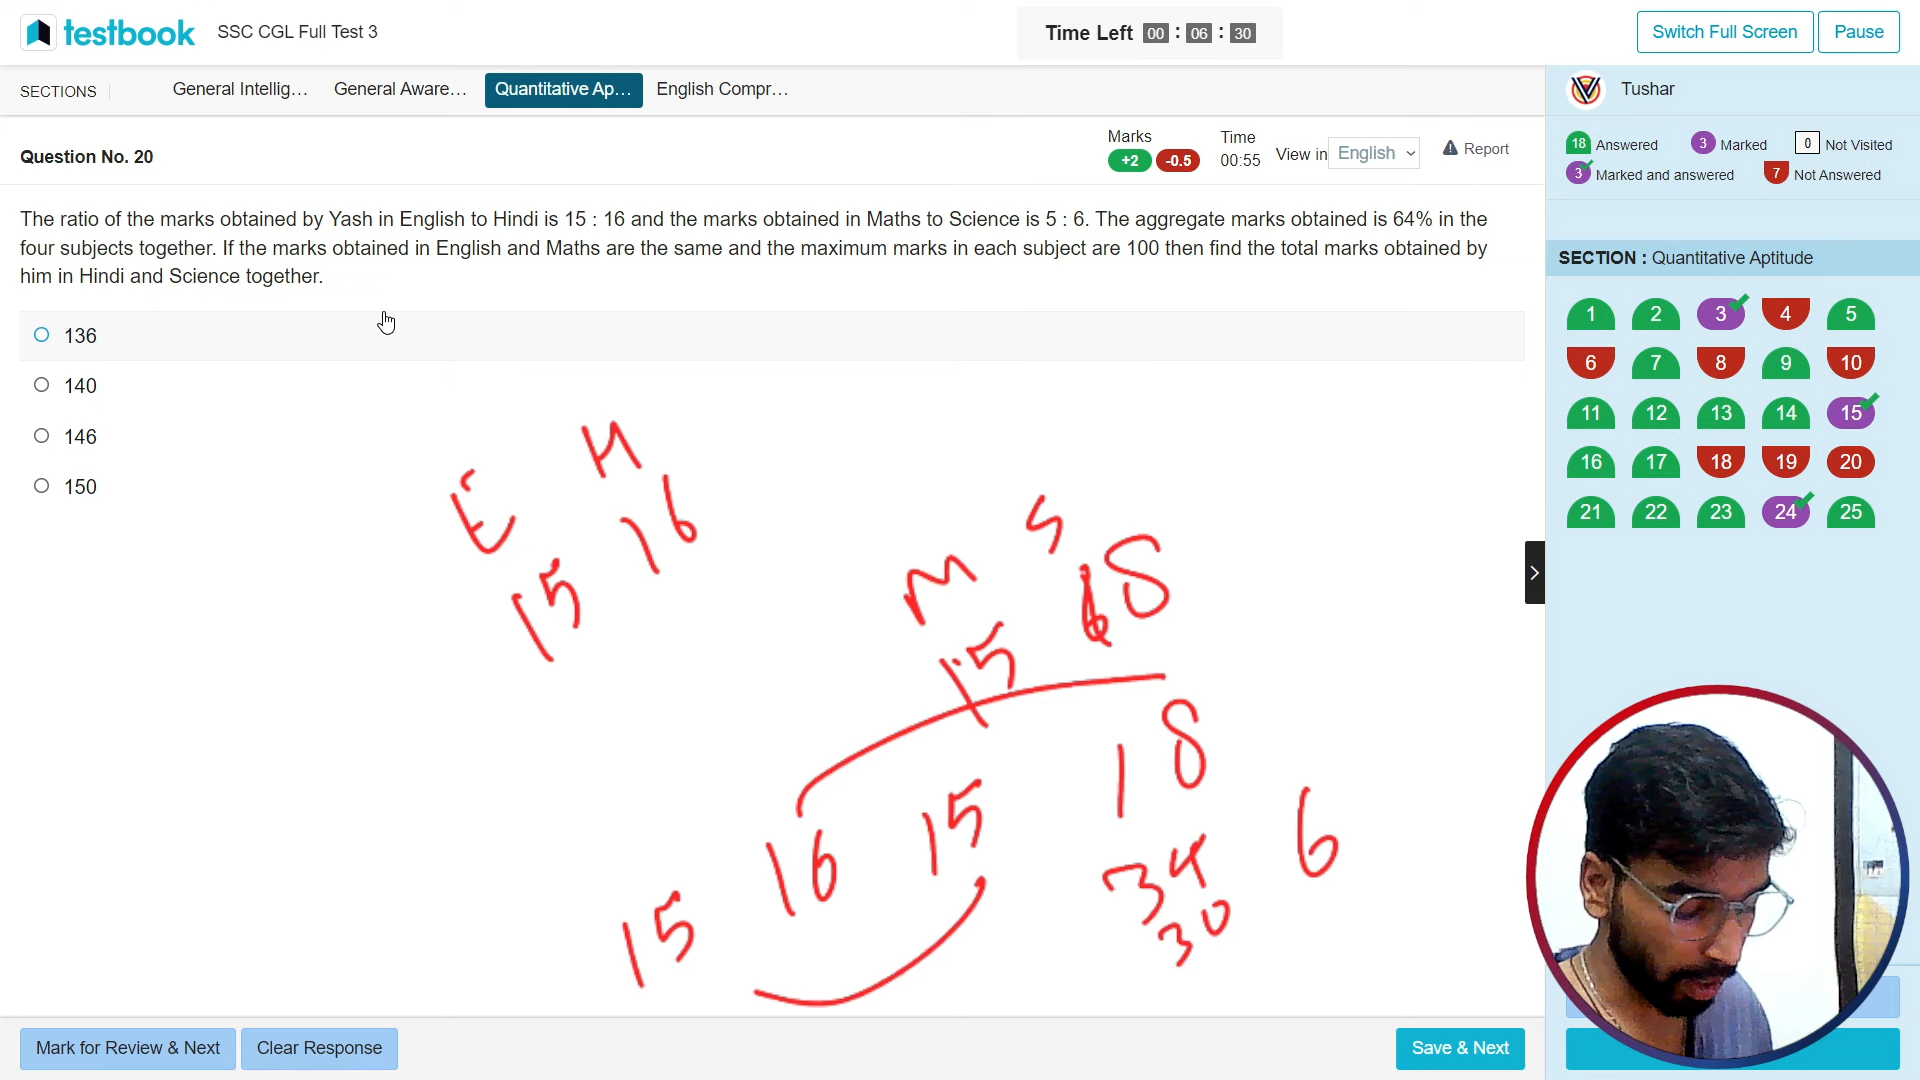 testbook SSC CGL Full Test 3 Time Left 00 : 06 : 30 Switch Full Screen Pause
SECTIONS General Intellig... General Aware... Quantitative Ap... English Compr...
Tushar
18 Answered 3 Marked 0 Not Visited
3 Marked and answered 7 Not Answered
Question No. 20
Marks +2 -0.5
Time 00:55
View in English
Report
The ratio of the marks obtained by Yash in English to Hindi is 15 : 16 and the marks obtained in Maths to Science is 5 : 6. The aggregate marks obtained is 64% in the
four subjects together. If the marks obtained in English and Maths are the same and the maximum marks in each subject are 100 then find the total marks obtained by
him in Hindi and Science together.
136
140
146
150
E H
15 16
M S
15 18
15 16 15 18
34 6
30
SECTION : Quantitative Aptitude
1 2 3 4 5
6 7 8 9 10
11 12 13 14 15
16 17 18 19 20
21 22 23 24 25
Mark for Review & Next Clear Response Save & Next